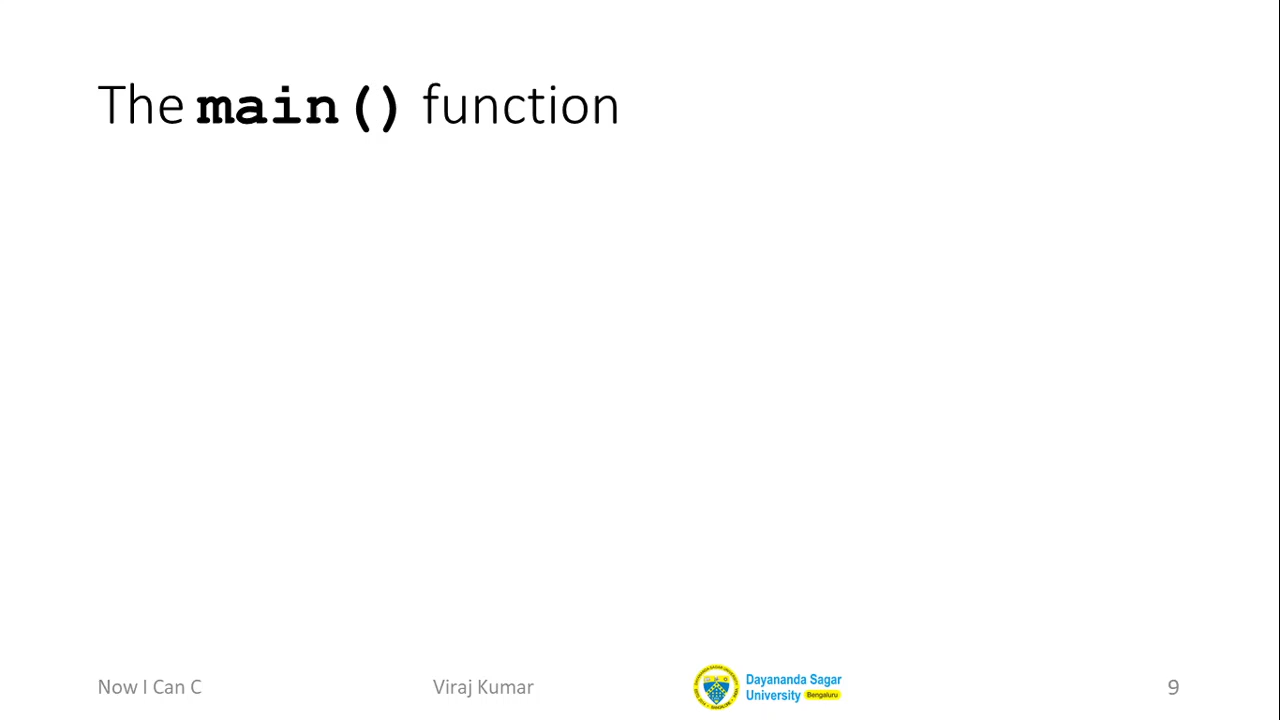 The main() function
Now I Can C
Viraj Kumar
Dayananda Sagar
University Bengaluru
9